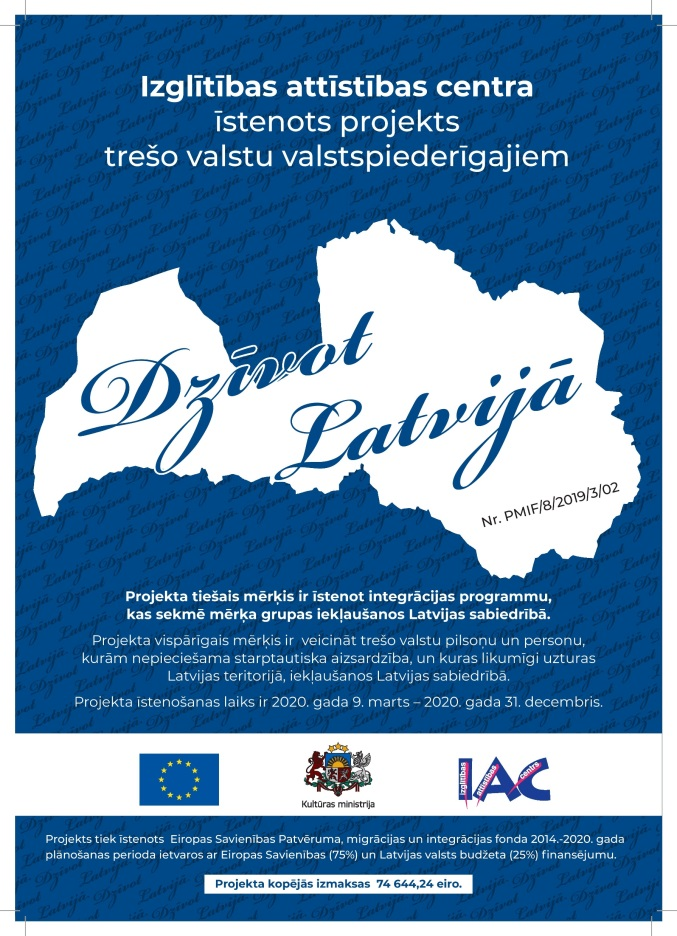 Izglītības attīstības centra
īstenots projekts
trešo valstu valstspiederīgajiem
Dzīvot
Latvijā
Nr. PMIF/8/2019/3/02
Projekta tiešais mērķis ir īstenot integrācijas programmu,
kas sekmē mērķa grupas iekļaušanos Latvijas sabiedrībā.
Projekta vispārīgais mērķis ir veicināt trešo valstu pilsoņu un personu,
kurām nepieciešama starptautiska aizsardzība, un kuras likumīgi uzturas
Latvijas teritorijā, iekļaušanos Latvijas sabiedrībā.
Projekta īstenošanas laiks ir 2020. gada 9. marts – 2020. gada 31. decembris.
Kultūras ministrija
IAC
izglītības
attīstības
centrs
Projekts tiek īstenots Eiropas Savienības Patvēruma, migrācijas un integrācijas fonda 2014.-2020. gada
plānošanas perioda ietvaros ar Eiropas Savienības (75%) un Latvijas valsts budžeta (25%) finansējumu.
Projekta kopējās izmaksas 74 644,24 eiro.